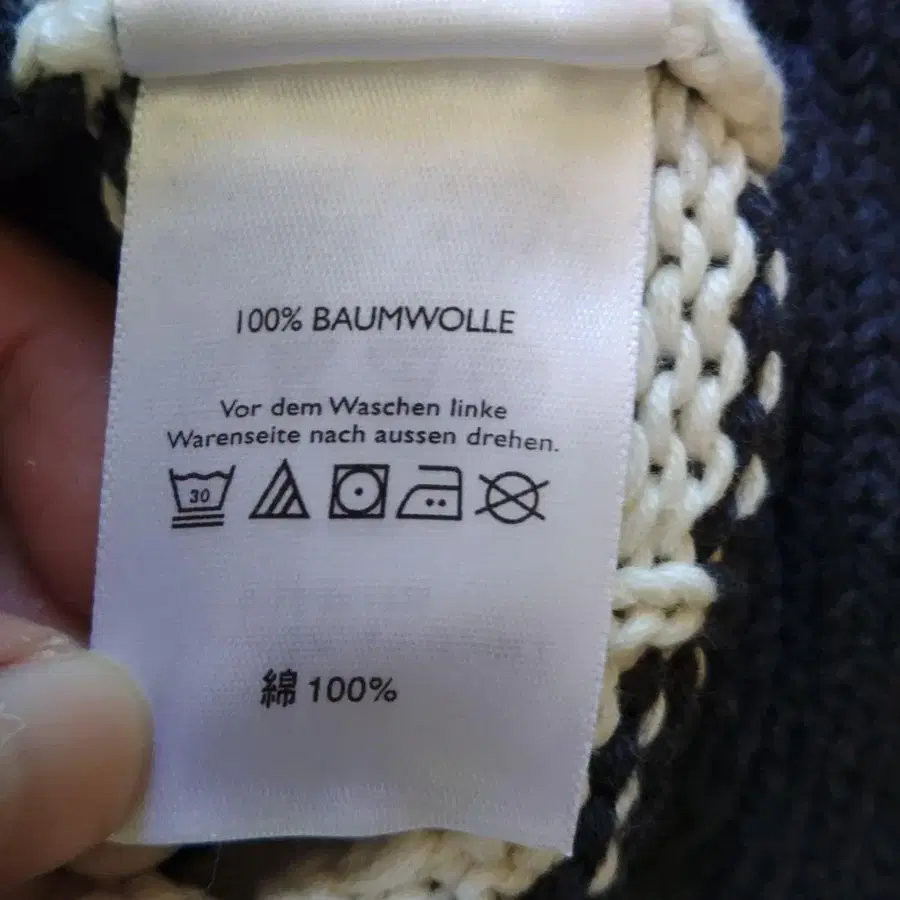 100% BAUMWOLLE
Vor dem Waschen linke
Warenseite nach aussen drehen.
30
綿 100%